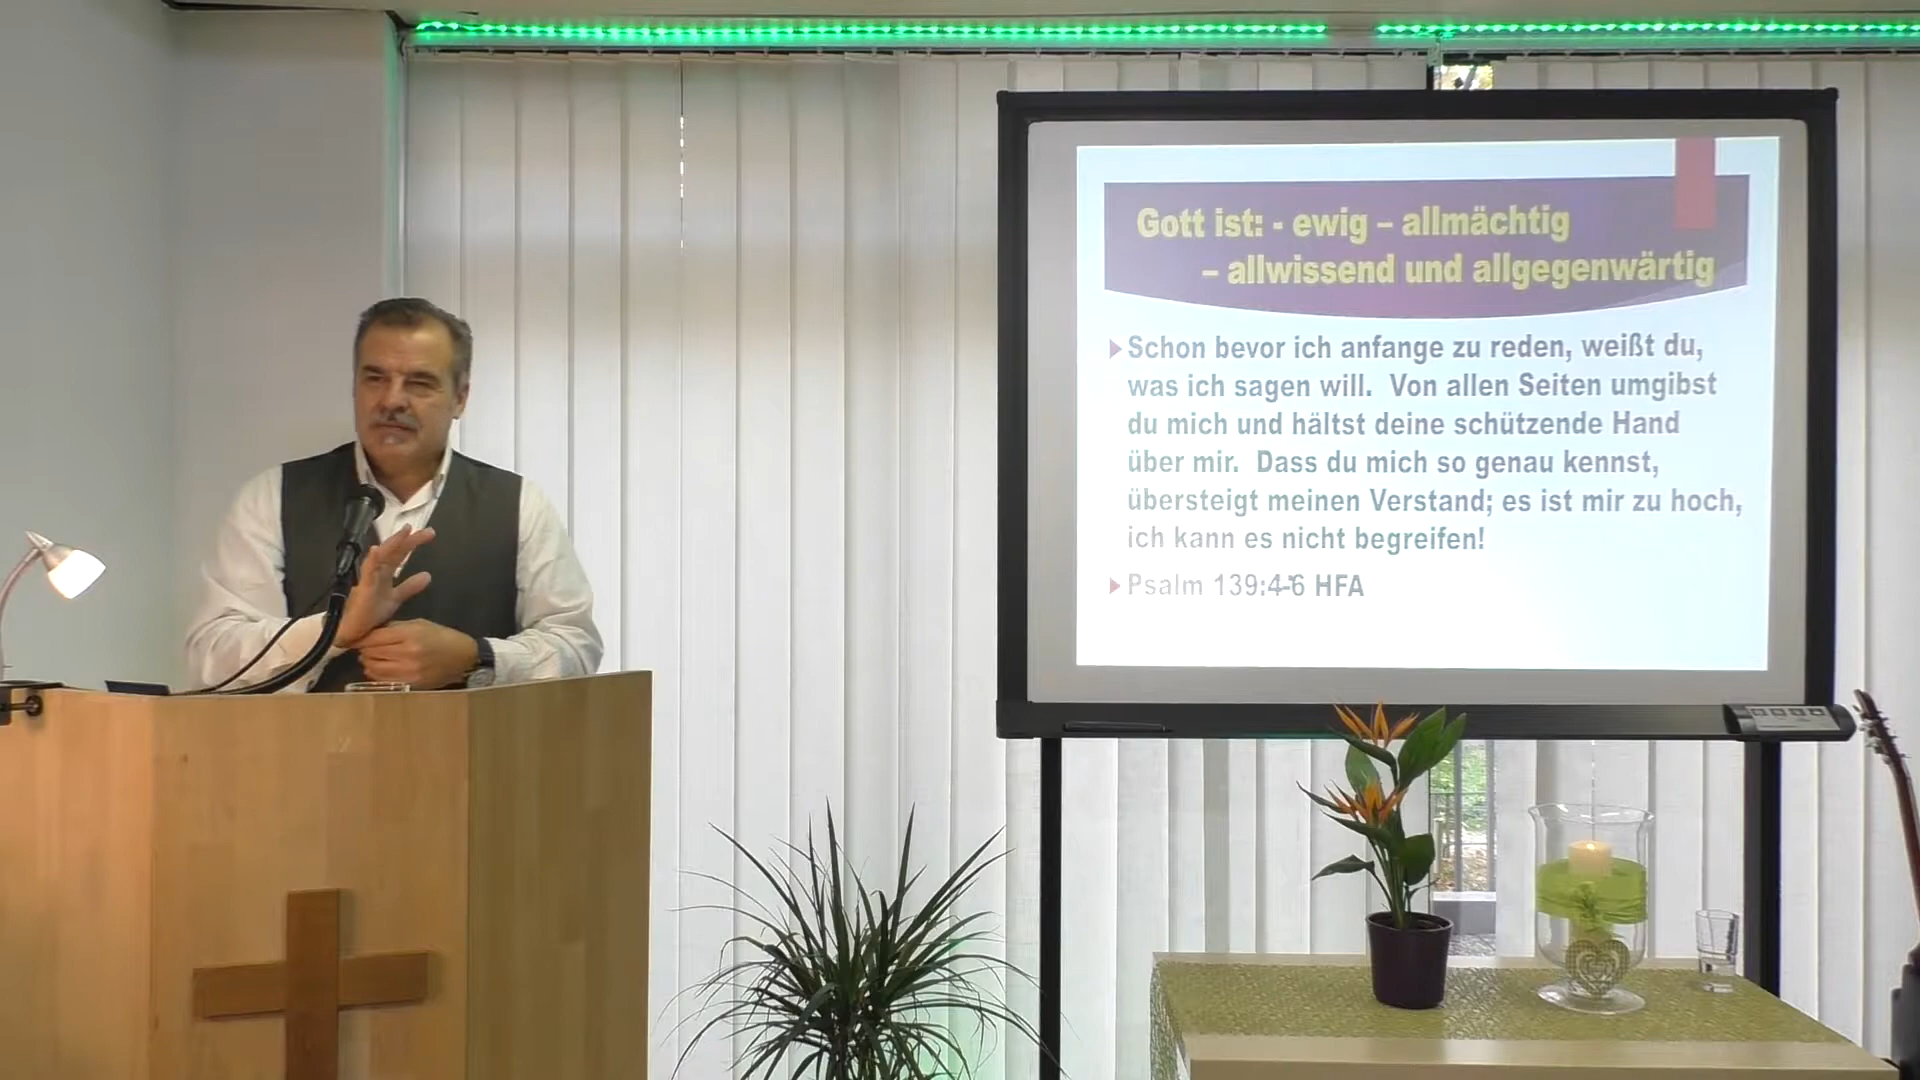 Gott ist: - ewig – allmächtig
– allwissend und allgegenwärtig
Schon bevor ich anfange zu reden, weißt du,
was ich sagen will. Von allen Seiten umgibst
du mich und hältst deine schützende Hand
über mir. Dass du mich so genau kennst,
übersteigt meinen Verstand; es ist mir zu hoch,
ich kann es nicht begreifen!
Psalm 139:4-6 HFA